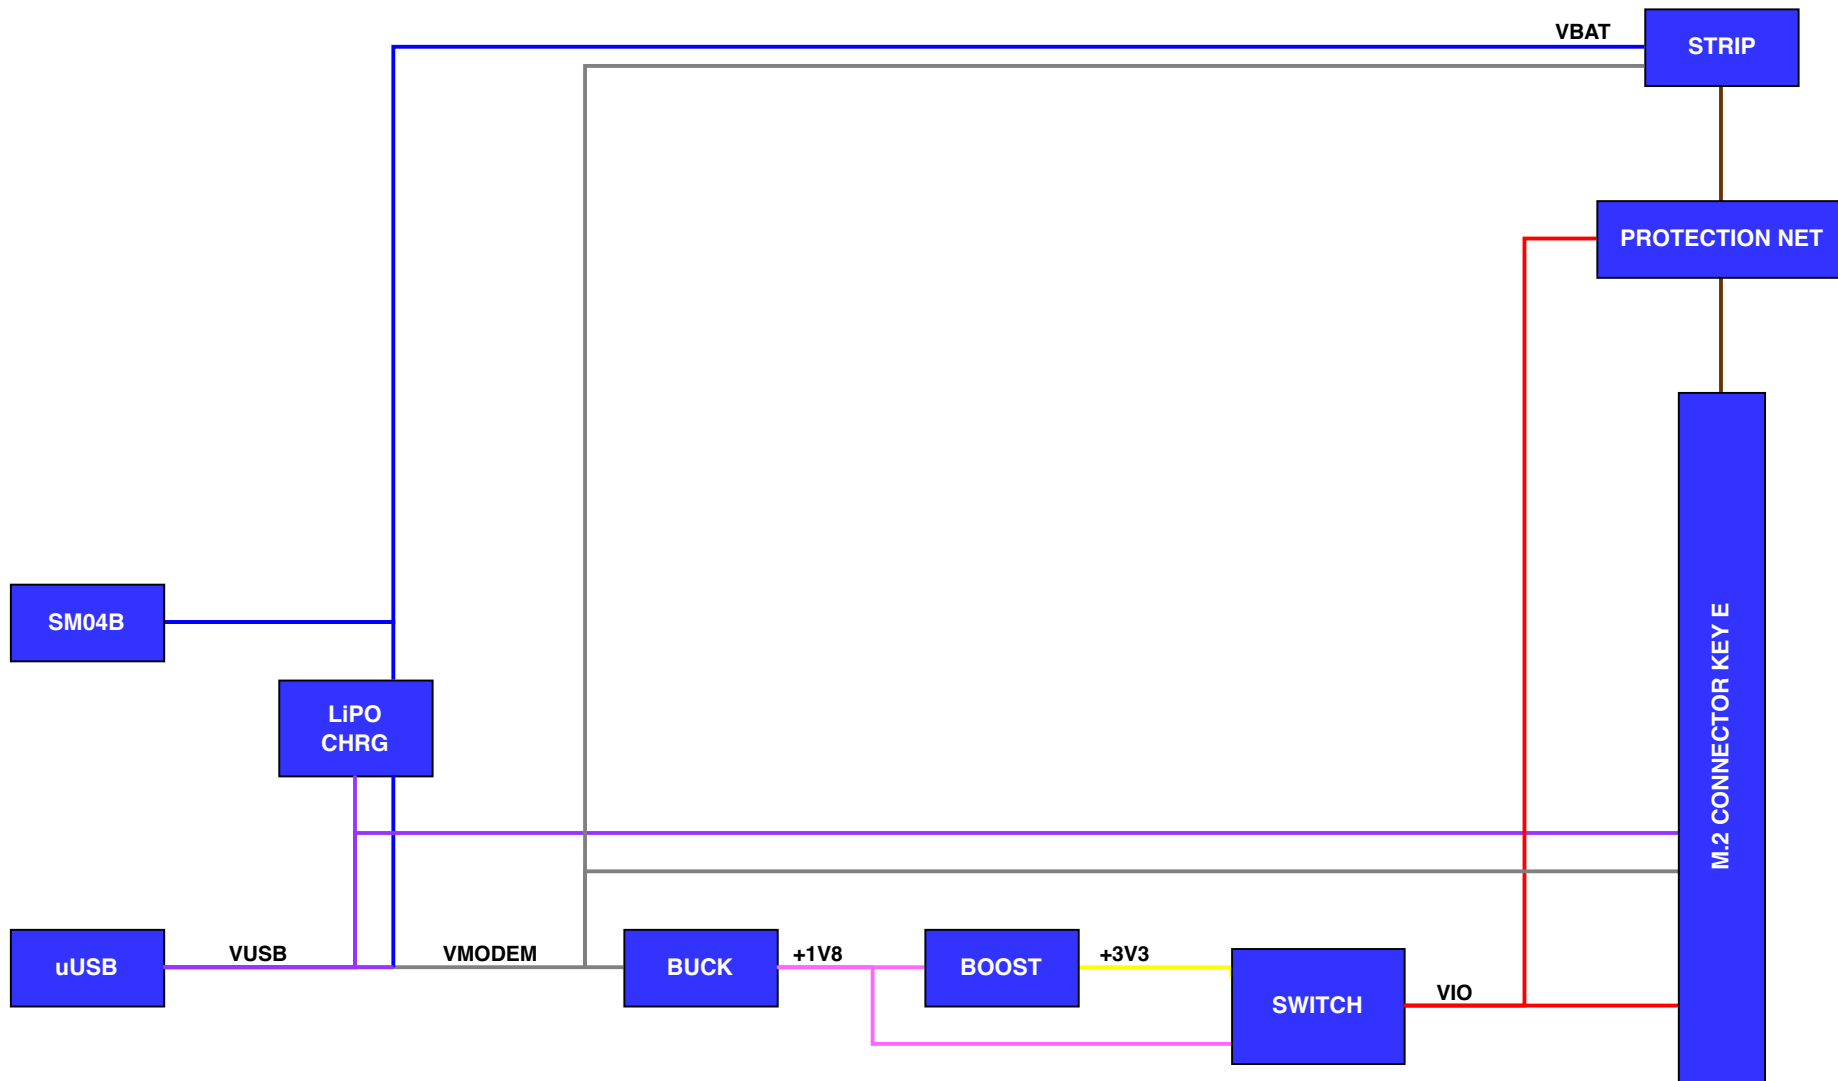 VBAT
STRIP
PROTECTION NET
SM04B
LiPO
CHRG
M.2 CONNECTOR KEY E
uUSB
VUSB
VMODEM
BUCK
+1V8
BOOST
+3V3
SWITCH
VIO